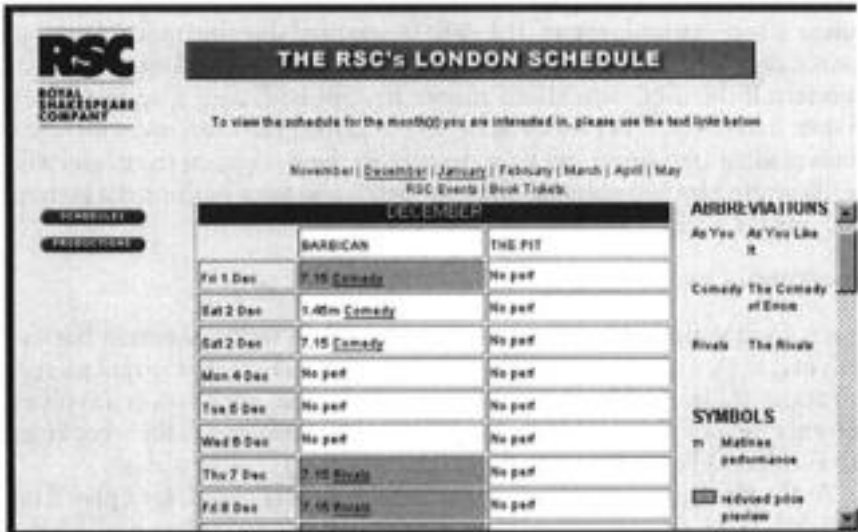 RSC
ROYAL
SHAKESPEARE
COMPANY
THE RSC's LONDON SCHEDULE
To view the schedule for the month(s) you are interested in, please use the text links below
November | December | January | February | March | April | May
RSC Events | Book Tickets
SCHEDULES
PRODUCTIONS
DECEMBER
BARBICAN THE PIT
Fri 1 Dec 7.15 Comedy No perf
Sat 2 Dec 1.45m Comedy No perf
Sat 2 Dec 7.15 Comedy No perf
Mon 4 Dec No perf No perf
Tue 5 Dec No perf No perf
Wed 6 Dec No perf No perf
Thu 7 Dec 7.15 Rivals No perf
Fri 8 Dec 7.15 Rivals No perf
ABBREVIATIONS
As You As You Like
It
Comedy The Comedy
of Errors
Rivals The Rivals
SYMBOLS
m Matinee
performance
reduced price
preview